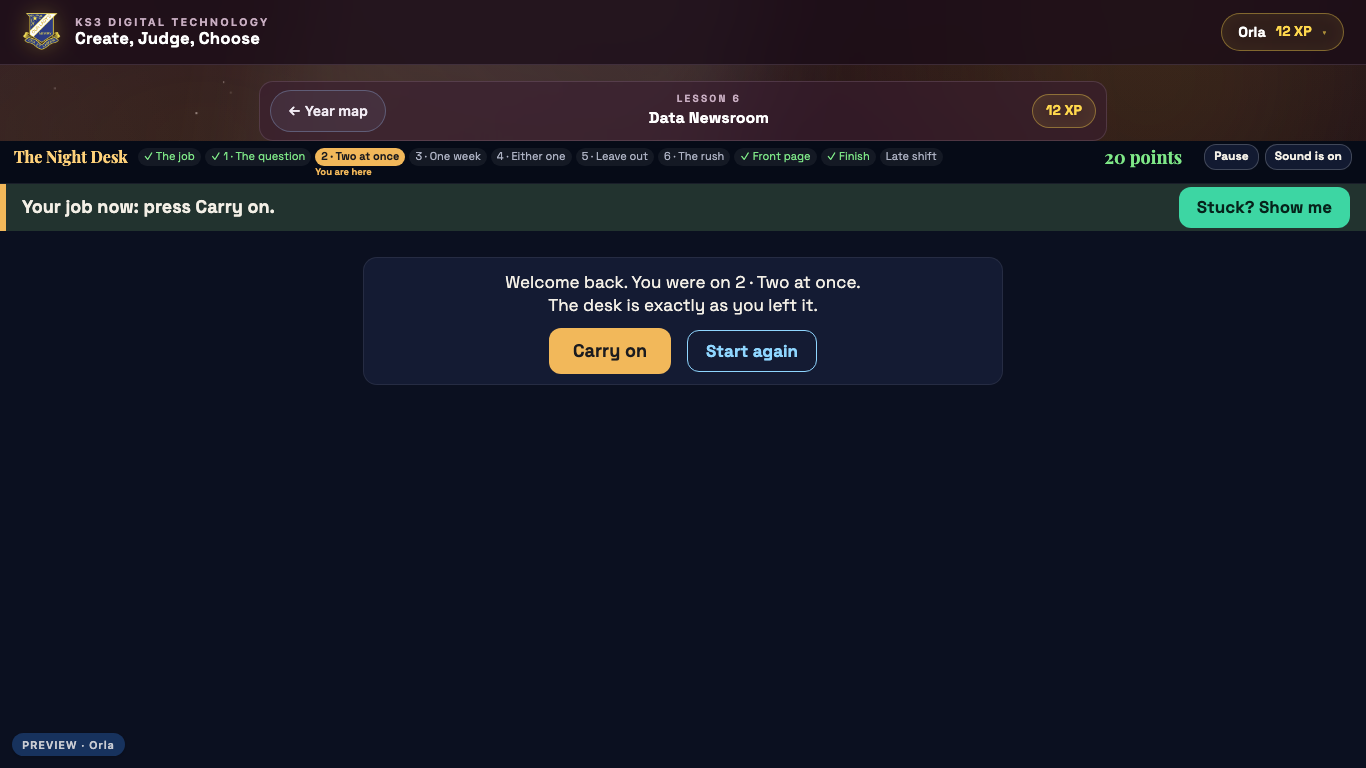 KS3 DIGITAL TECHNOLOGY
Create, Judge, Choose
Orla 12 XP
← Year map
LESSON 6
Data Newsroom
12 XP
The Night Desk
✓ The job
✓ 1 · The question
2 · Two at once
You are here
3 · One week
4 · Either one
5 · Leave out
6 · The rush
✓ Front page
✓ Finish
Late shift
20 points
Pause
Sound is on
Your job now: press Carry on.
Stuck? Show me
Welcome back. You were on 2 · Two at once.
The desk is exactly as you left it.
Carry on
Start again
PREVIEW · Orla